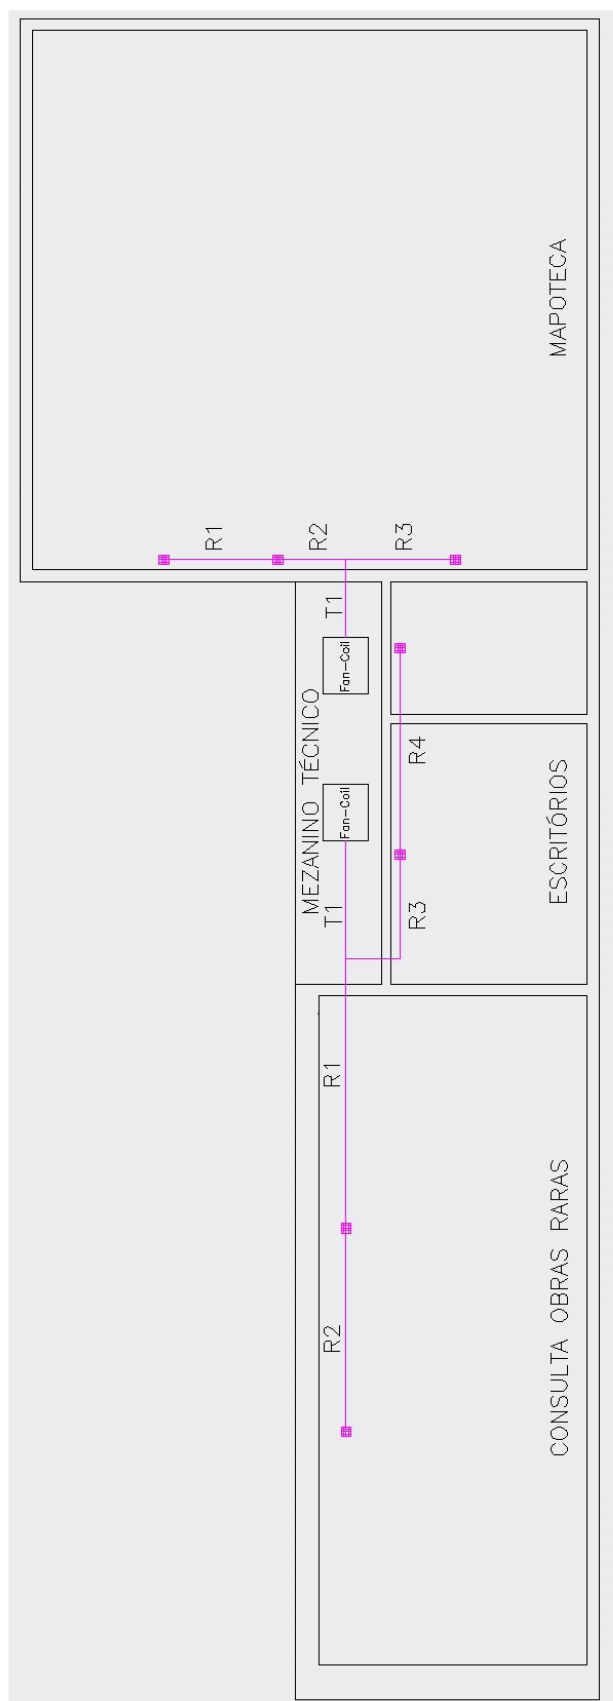 MAPOTECA
R1
R2
R3
T1
Fan-Coil
MEZANINO TÉCNICO
Fan-Coil
T1
R4
R3
ESCRITÓRIOS
R1
R2
CONSULTA OBRAS RARAS